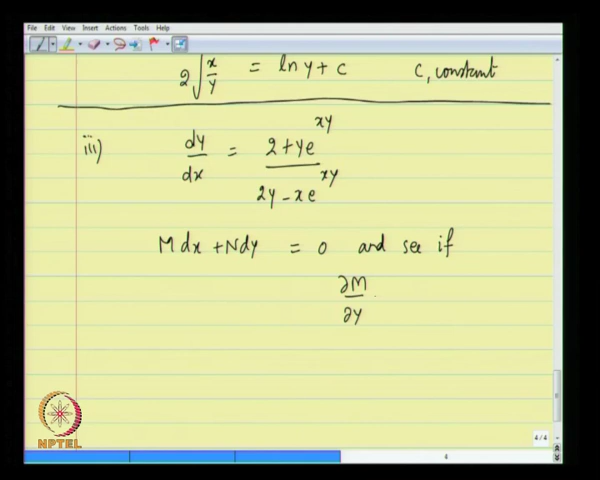 File Edit View Insert Actions Tools Help
2√(x/y) = ln y + c   c, constant
iii) dy/dx = (2 + ye^xy)/(2y - xe^xy)
M dx + N dy = 0 and see if
∂M/∂y
NPTEL
4/4
4